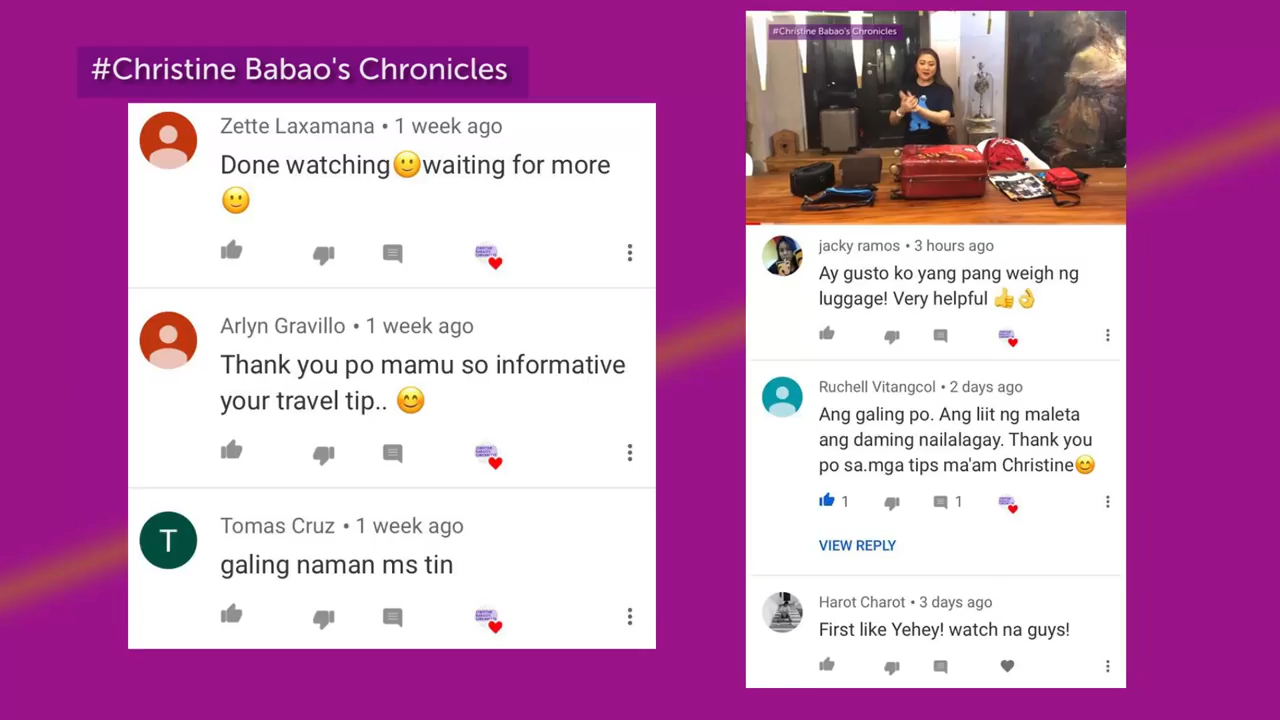 #Christine Babao's Chronicles
Zette Laxamana • 1 week ago
Done watching🙂waiting for more
🙂
Arlyn Gravillo • 1 week ago
Thank you po mamu so informative
your travel tip.. 😊
T
Tomas Cruz • 1 week ago
galing naman ms tin
#Christine Babao's Chronicles
jacky ramos • 3 hours ago
Ay gusto ko yang pang weigh ng
luggage! Very helpful 👍👌
Ruchell Vitangcol • 2 days ago
Ang galing po. Ang liit ng maleta
ang daming nailalagay. Thank you
po sa.mga tips ma'am Christine😊
1 1
VIEW REPLY
Harot Charot • 3 days ago
First like Yehey! watch na guys!